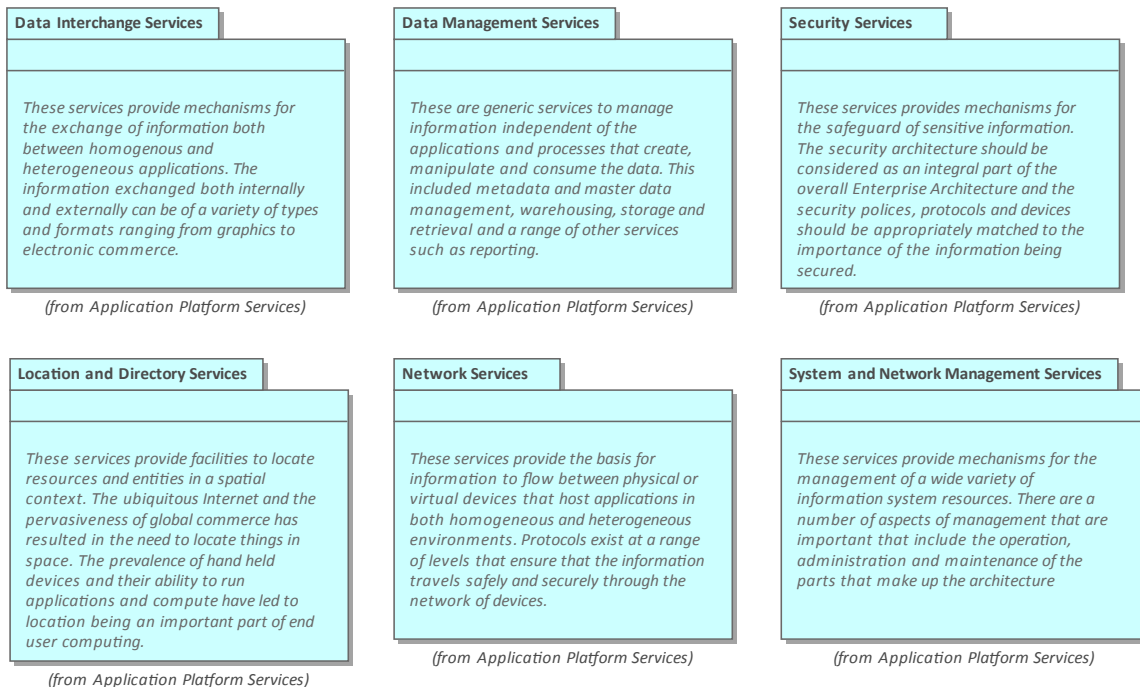 Data Interchange Services
These services provide mechanisms for
the exchange of information both
between homogenous and
heterogeneous applications. The
information exchanged both internally
and externally can be of a variety of types
and formats ranging from graphics to
electronic commerce.
(from Application Platform Services)
Data Management Services
These are generic services to manage
information independent of the
applications and processes that create,
manipulate and consume the data. This
included metadata and master data
management, warehousing, storage and
retrieval and a range of other services
such as reporting.
(from Application Platform Services)
Security Services
These services provides mechanisms for
the safeguard of sensitive information.
The security architecture should be
considered as an integral part of the
overall Enterprise Architecture and the
security polices, protocols and devices
should be appropriately matched to the
importance of the information being
secured.
(from Application Platform Services)
Location and Directory Services
These services provide facilities to locate
resources and entities in a spatial
context. The ubiquitous Internet and the
pervasiveness of global commerce has
resulted in the need to locate things in
space. The prevalence of hand held
devices and their ability to run
applications and compute have led to
location being an important part of end
user computing.
(from Application Platform Services)
Network Services
These services provide the basis for
information to flow between physical or
virtual devices that host applications in
both homogeneous and heterogeneous
environments. Protocols exist at a range
of levels that ensure that the information
travels safely and securely through the
network of devices.
(from Application Platform Services)
System and Network Management Services
These services provide mechanisms for the
management of a wide variety of
information system resources. There are a
number of aspects of management that are
important that include the operation,
administration and maintenance of the
parts that make up the architecture
(from Application Platform Services)